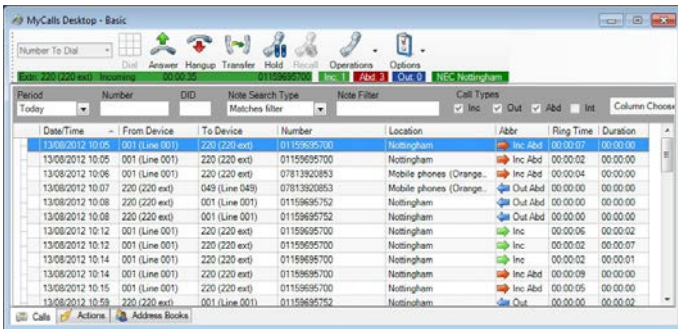 MyCalls Desktop - Basic
Number To Dial
Dial Answer Hangup Transfer Hold Recall Operations Options
Extn: 220 (220 ext) Incoming 00:00:35 01159695700 Inc: 1 Abd: 3 Out: 0 NEC Nottingham
Period Number DID Note Search Type Note Filter Call Types
Today Matches filter Inc Out Abd Int Column Choose
Date/Time From Device To Device Number Location Abbr Ring Time Duration
13/08/2012 10:05 001 (Line 001) 220 (220 ext) 01159695700 Nottingham Inc Abd 00:00:07 00:00:00
13/08/2012 10:05 001 (Line 001) 220 (220 ext) 01159695700 Nottingham Inc Abd 00:00:02 00:00:00
13/08/2012 10:06 001 (Line 001) 220 (220 ext) 07813920853 Mobile phones (Orange... Inc Abd 00:00:04 00:00:00
13/08/2012 10:07 220 (220 ext) 049 (Line 049) 07813920853 Mobile phones (Orange... Out Abd 00:00:00 00:00:00
13/08/2012 10:08 220 (220 ext) 001 (Line 001) 01159695752 Nottingham Out Abd 00:00:00 00:00:00
13/08/2012 10:08 220 (220 ext) 001 (Line 001) 01159695752 Nottingham Out Abd 00:00:00 00:00:00
13/08/2012 10:12 001 (Line 001) 220 (220 ext) 01159695700 Nottingham Inc 00:00:06 00:00:02
13/08/2012 10:12 001 (Line 001) 220 (220 ext) 01159695700 Nottingham Inc 00:00:02 00:00:07
13/08/2012 10:14 001 (Line 001) 220 (220 ext) 01159695700 Nottingham Inc 00:00:02 00:00:01
13/08/2012 10:14 001 (Line 001) 220 (220 ext) 01159695700 Nottingham Inc Abd 00:00:09 00:00:00
13/08/2012 10:15 001 (Line 001) 220 (220 ext) 01159695700 Nottingham Inc Abd 00:00:05 00:00:00
13/08/2012 10:59 220 (220 ext) 001 (Line 001) 01159695752 Nottingham Out 00:00:00 00:00:02
Calls Actions Address Books